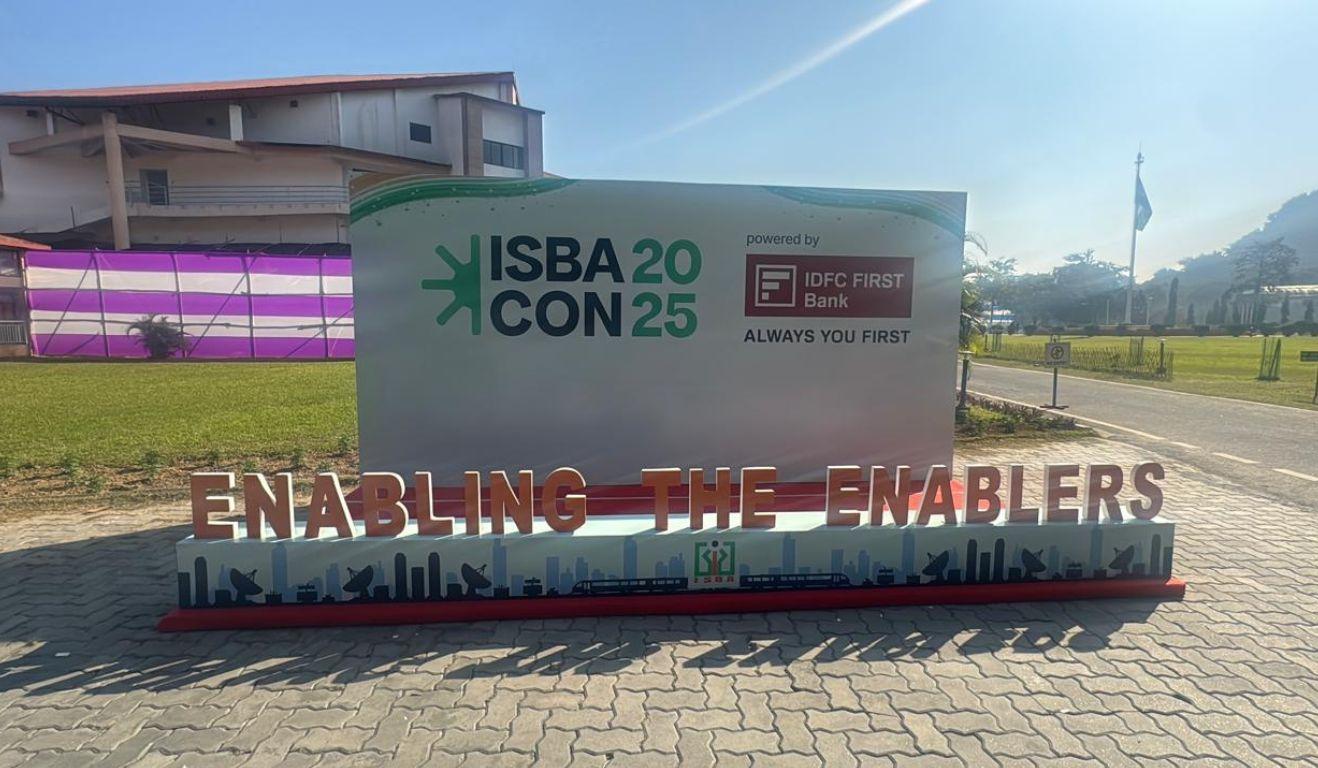 ISBA 20
CON 25
powered by
IDFC FIRST
Bank
ALWAYS YOU FIRST
ENABLING THE ENABLERS
ISBA